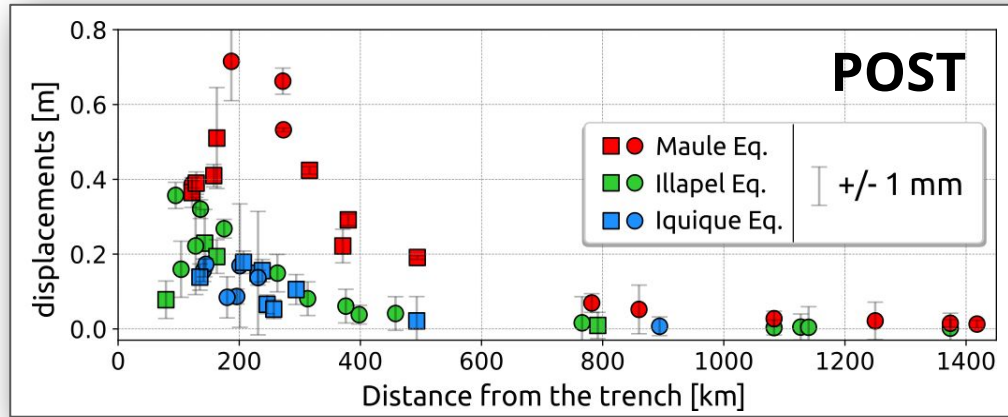 0.8
0.6
0.4
0.2
0.0
displacements [m]
POST
Maule Eq.
Illapel Eq.
Iquique Eq.
+/- 1 mm
0 200 400 600 800 1000 1200 1400
Distance from the trench [km]